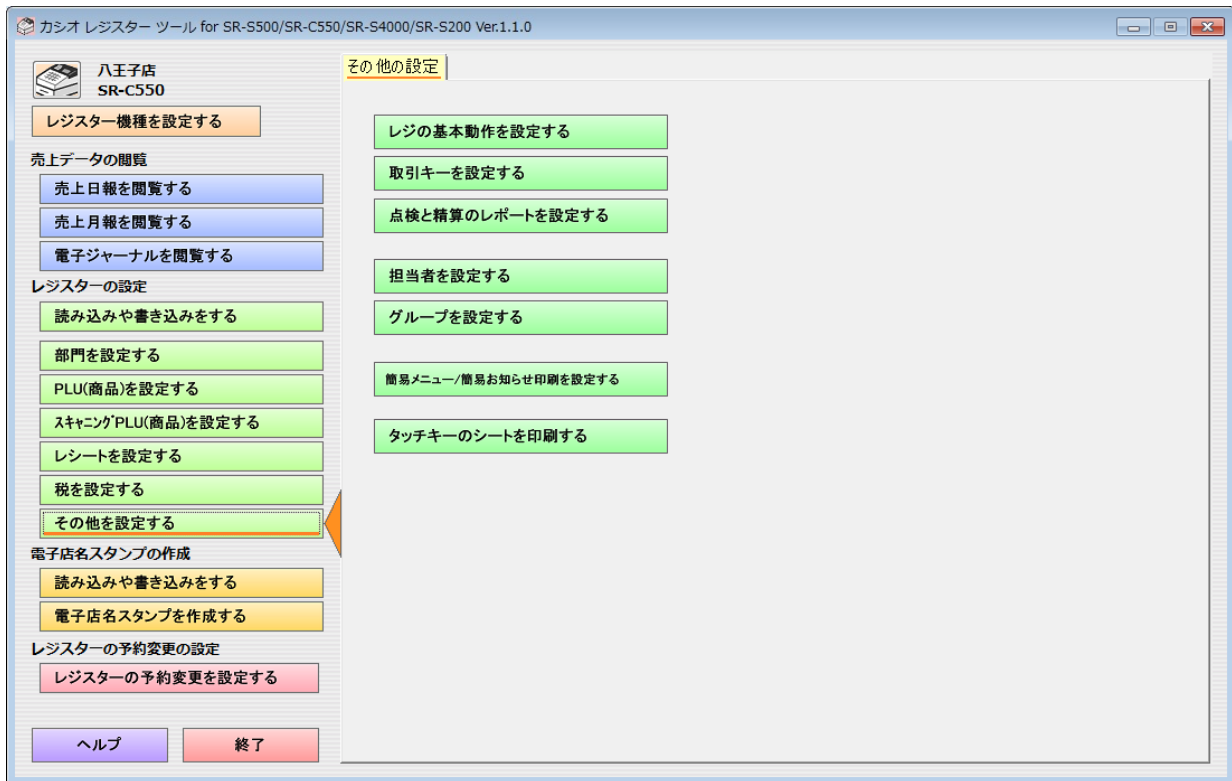 カシオ レジスター ツール for SR-S500/SR-C550/SR-S4000/SR-S200 Ver.1.1.0
八王子店
SR-C550
レジスター機種を設定する
売上データの閲覧
売上日報を閲覧する
売上月報を閲覧する
電子ジャーナルを閲覧する
レジスターの設定
読み込みや書き込みをする
部門を設定する
PLU(商品)を設定する
ｽｷｬﾆﾝｸﾞPLU(商品)を設定する
レシートを設定する
税を設定する
その他を設定する
電子店名スタンプの作成
読み込みや書き込みをする
電子店名スタンプを作成する
レジスターの予約変更の設定
レジスターの予約変更を設定する
ヘルプ
終了
その他の設定
レジの基本動作を設定する
取引キーを設定する
点検と精算のレポートを設定する
担当者を設定する
グループを設定する
簡易メニュー/簡易お知らせ印刷を設定する
タッチキーのシートを印刷する